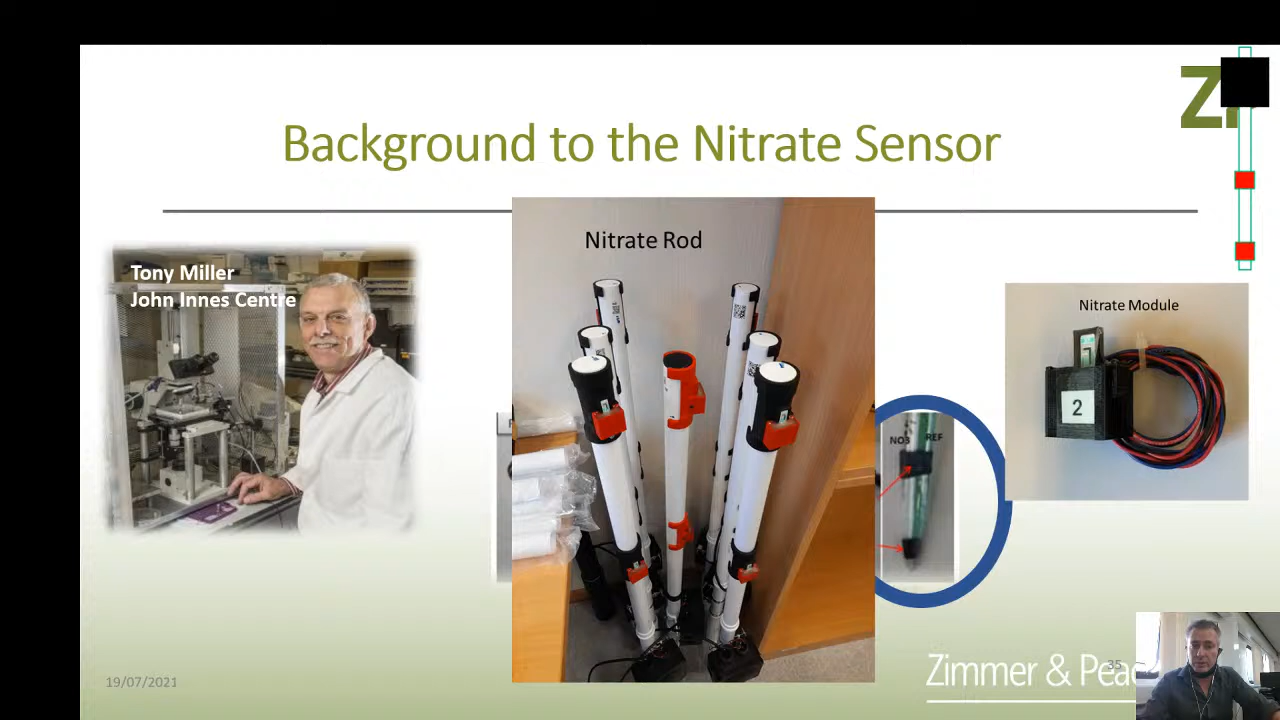 Background to the Nitrate Sensor
Tony Miller
John Innes Centre
Nitrate Rod
Nitrate Module
2
NO3
REF
19/07/2021
Zimmer & Peac
35